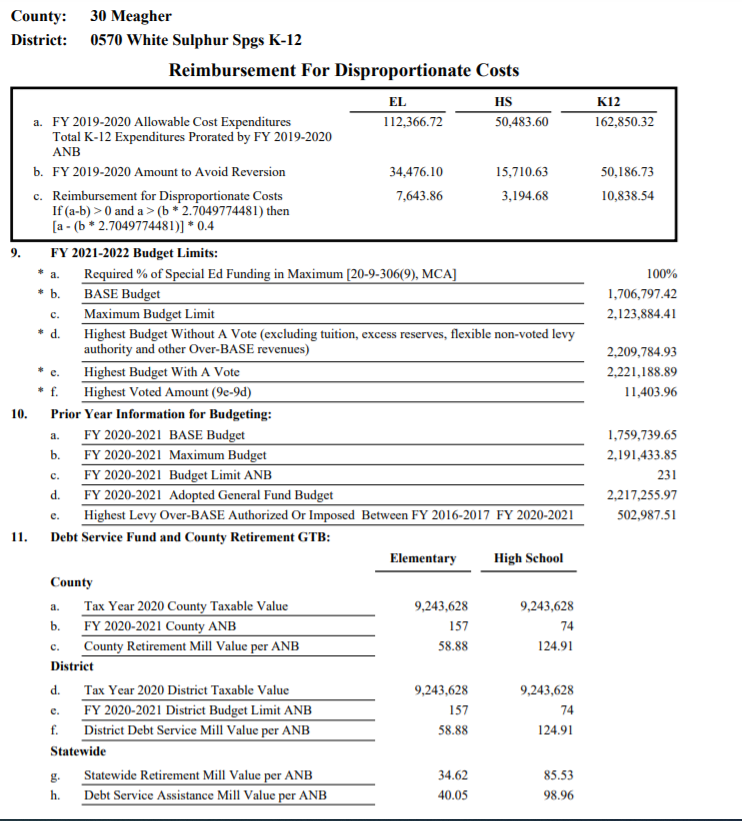 County: 30 Meagher
District: 0570 White Sulphur Spgs K-12
Reimbursement For Disproportionate Costs
EL HS K12
a. FY 2019-2020 Allowable Cost Expenditures 112,366.72 50,483.60 162,850.32
Total K-12 Expenditures Prorated by FY 2019-2020
ANB
b. FY 2019-2020 Amount to Avoid Reversion 34,476.10 15,710.63 50,186.73
c. Reimbursement for Disproportionate Costs 7,643.86 3,194.68 10,838.54
If (a-b) > 0 and a > (b * 2.7049774481) then
[a - (b * 2.7049774481)] * 0.4
9. FY 2021-2022 Budget Limits:
* a. Required % of Special Ed Funding in Maximum [20-9-306(9), MCA] 100%
* b. BASE Budget 1,706,797.42
c. Maximum Budget Limit 2,123,884.41
* d. Highest Budget Without A Vote (excluding tuition, excess reserves, flexible non-voted levy
authority and other Over-BASE revenues) 2,209,784.93
* e. Highest Budget With A Vote 2,221,188.89
* f. Highest Voted Amount (9e-9d) 11,403.96
10. Prior Year Information for Budgeting:
a. FY 2020-2021 BASE Budget 1,759,739.65
b. FY 2020-2021 Maximum Budget 2,191,433.85
c. FY 2020-2021 Budget Limit ANB 231
d. FY 2020-2021 Adopted General Fund Budget 2,217,255.97
e. Highest Levy Over-BASE Authorized Or Imposed Between FY 2016-2017 FY 2020-2021 502,987.51
11. Debt Service Fund and County Retirement GTB:
Elementary High School
County
a. Tax Year 2020 County Taxable Value 9,243,628 9,243,628
b. FY 2020-2021 County ANB 157 74
c. County Retirement Mill Value per ANB 58.88 124.91
District
d. Tax Year 2020 District Taxable Value 9,243,628 9,243,628
e. FY 2020-2021 District Budget Limit ANB 157 74
f. District Debt Service Mill Value per ANB 58.88 124.91
Statewide
g. Statewide Retirement Mill Value per ANB 34.62 85.53
h. Debt Service Assistance Mill Value per ANB 40.05 98.96